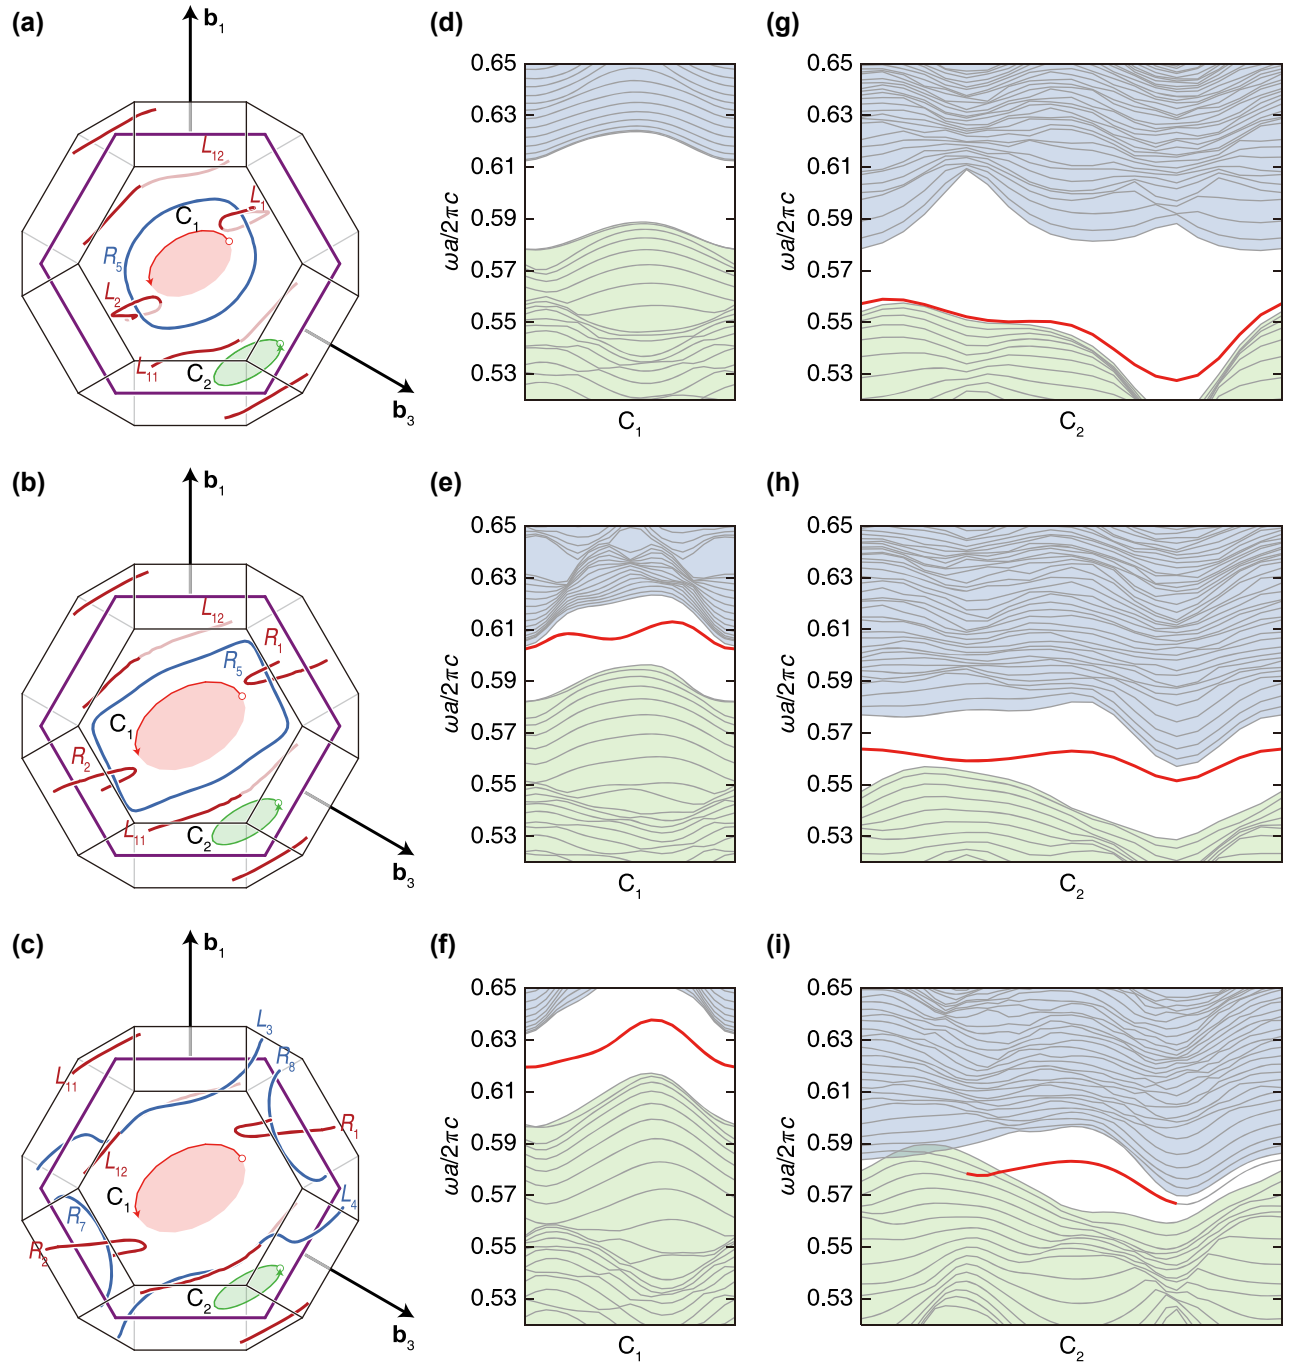 (a)
b1
L12
C1
L1
R5
L2
L11
C2
b3
(d)
ωa/2πc
0.65
0.63
0.61
0.59
0.57
0.55
0.53
C1
(g)
ωa/2πc
0.65
0.63
0.61
0.59
0.57
0.55
0.53
C2
(b)
b1
L12
R1
R5
C1
R2
L11
C2
b3
(e)
ωa/2πc
0.65
0.63
0.61
0.59
0.57
0.55
0.53
C1
(h)
ωa/2πc
0.65
0.63
0.61
0.59
0.57
0.55
0.53
C2
(c)
b1
L3
R8
L11
R1
L12
C1
L4
R7
R2
C2
b3
(f)
ωa/2πc
0.65
0.63
0.61
0.59
0.57
0.55
0.53
C1
(i)
ωa/2πc
0.65
0.63
0.61
0.59
0.57
0.55
0.53
C2